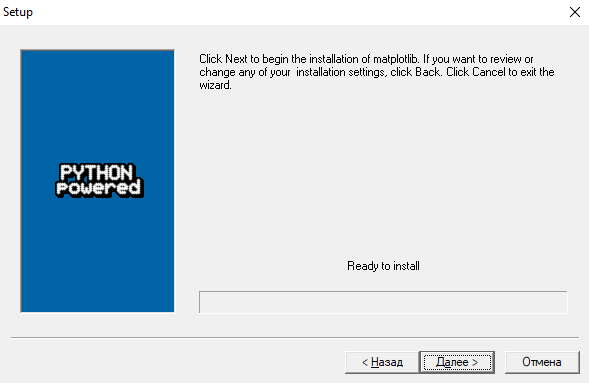 Setup
Click Next to begin the installation of matplotlib. If you want to review or
change any of your  installation settings, click Back. Click Cancel to exit the
wizard.
PYTHON
powered
Ready to install
< Назад
Далее >
Отмена